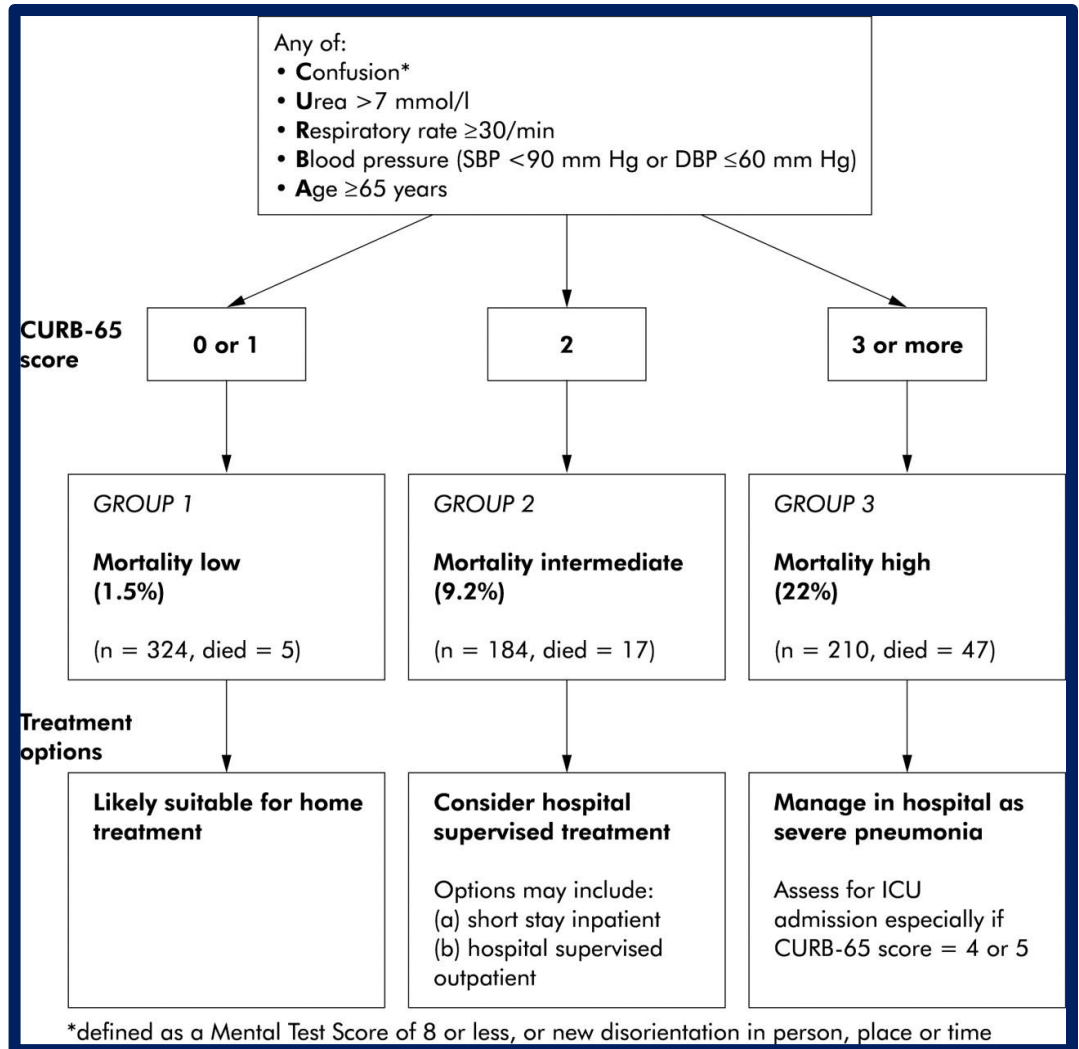 Any of:
• Confusion*
• Urea >7 mmol/l
• Respiratory rate ≥30/min
• Blood pressure (SBP <90 mm Hg or DBP ≤60 mm Hg)
• Age ≥65 years
CURB-65
score
0 or 1
2
3 or more
GROUP 1
Mortality low
(1.5%)
(n = 324, died = 5)
GROUP 2
Mortality intermediate
(9.2%)
(n = 184, died = 17)
GROUP 3
Mortality high
(22%)
(n = 210, died = 47)
Treatment
options
Likely suitable for home
treatment
Consider hospital
supervised treatment
Options may include:
(a) short stay inpatient
(b) hospital supervised
outpatient
Manage in hospital as
severe pneumonia
Assess for ICU
admission especially if
CURB-65 score = 4 or 5
*defined as a Mental Test Score of 8 or less, or new disorientation in person, place or time